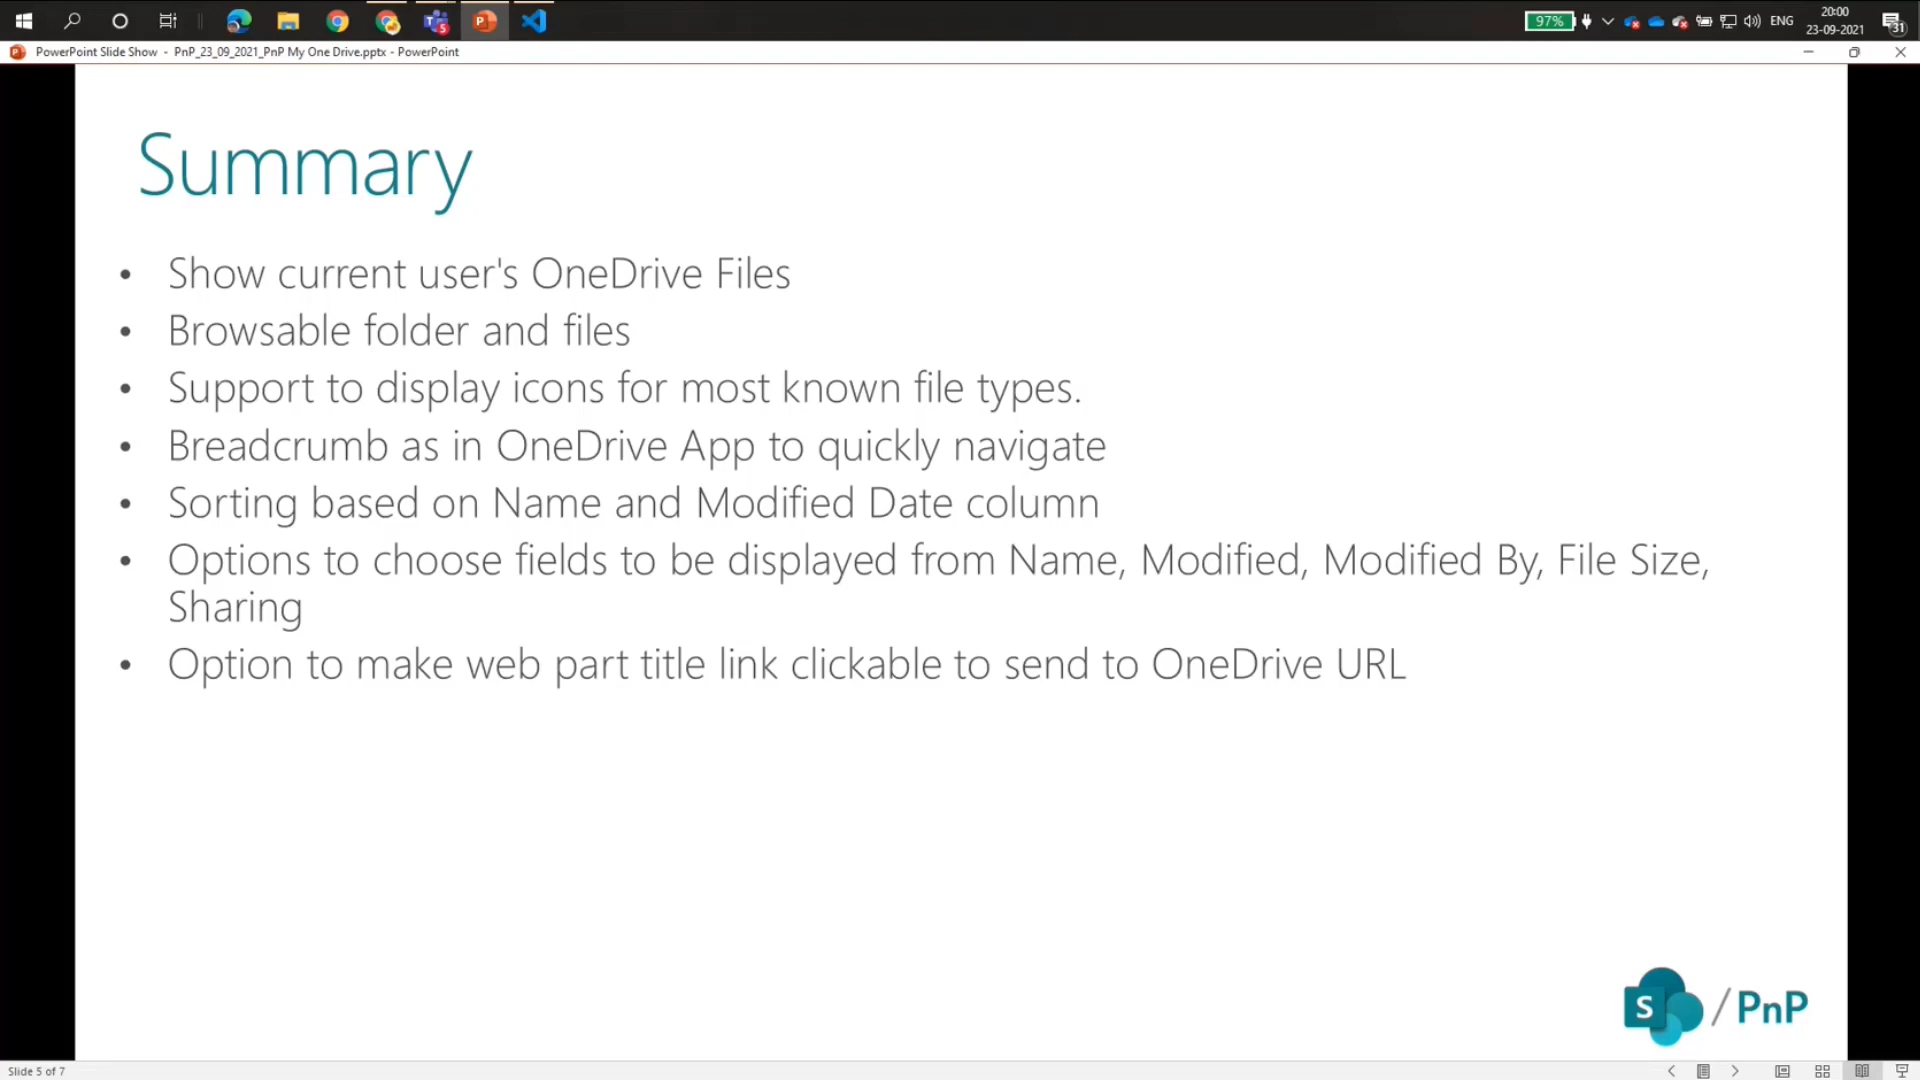 97%
ENG
20:00
23-09-2021
31
PowerPoint Slide Show - PnP_23_09_2021_PnP My One Drive.pptx - PowerPoint
Summary
• Show current user's OneDrive Files
• Browsable folder and files
• Support to display icons for most known file types.
• Breadcrumb as in OneDrive App to quickly navigate
• Sorting based on Name and Modified Date column
• Options to choose fields to be displayed from Name, Modified, Modified By, File Size,
Sharing
• Option to make web part title link clickable to send to OneDrive URL
S / PnP
Slide 5 of 7